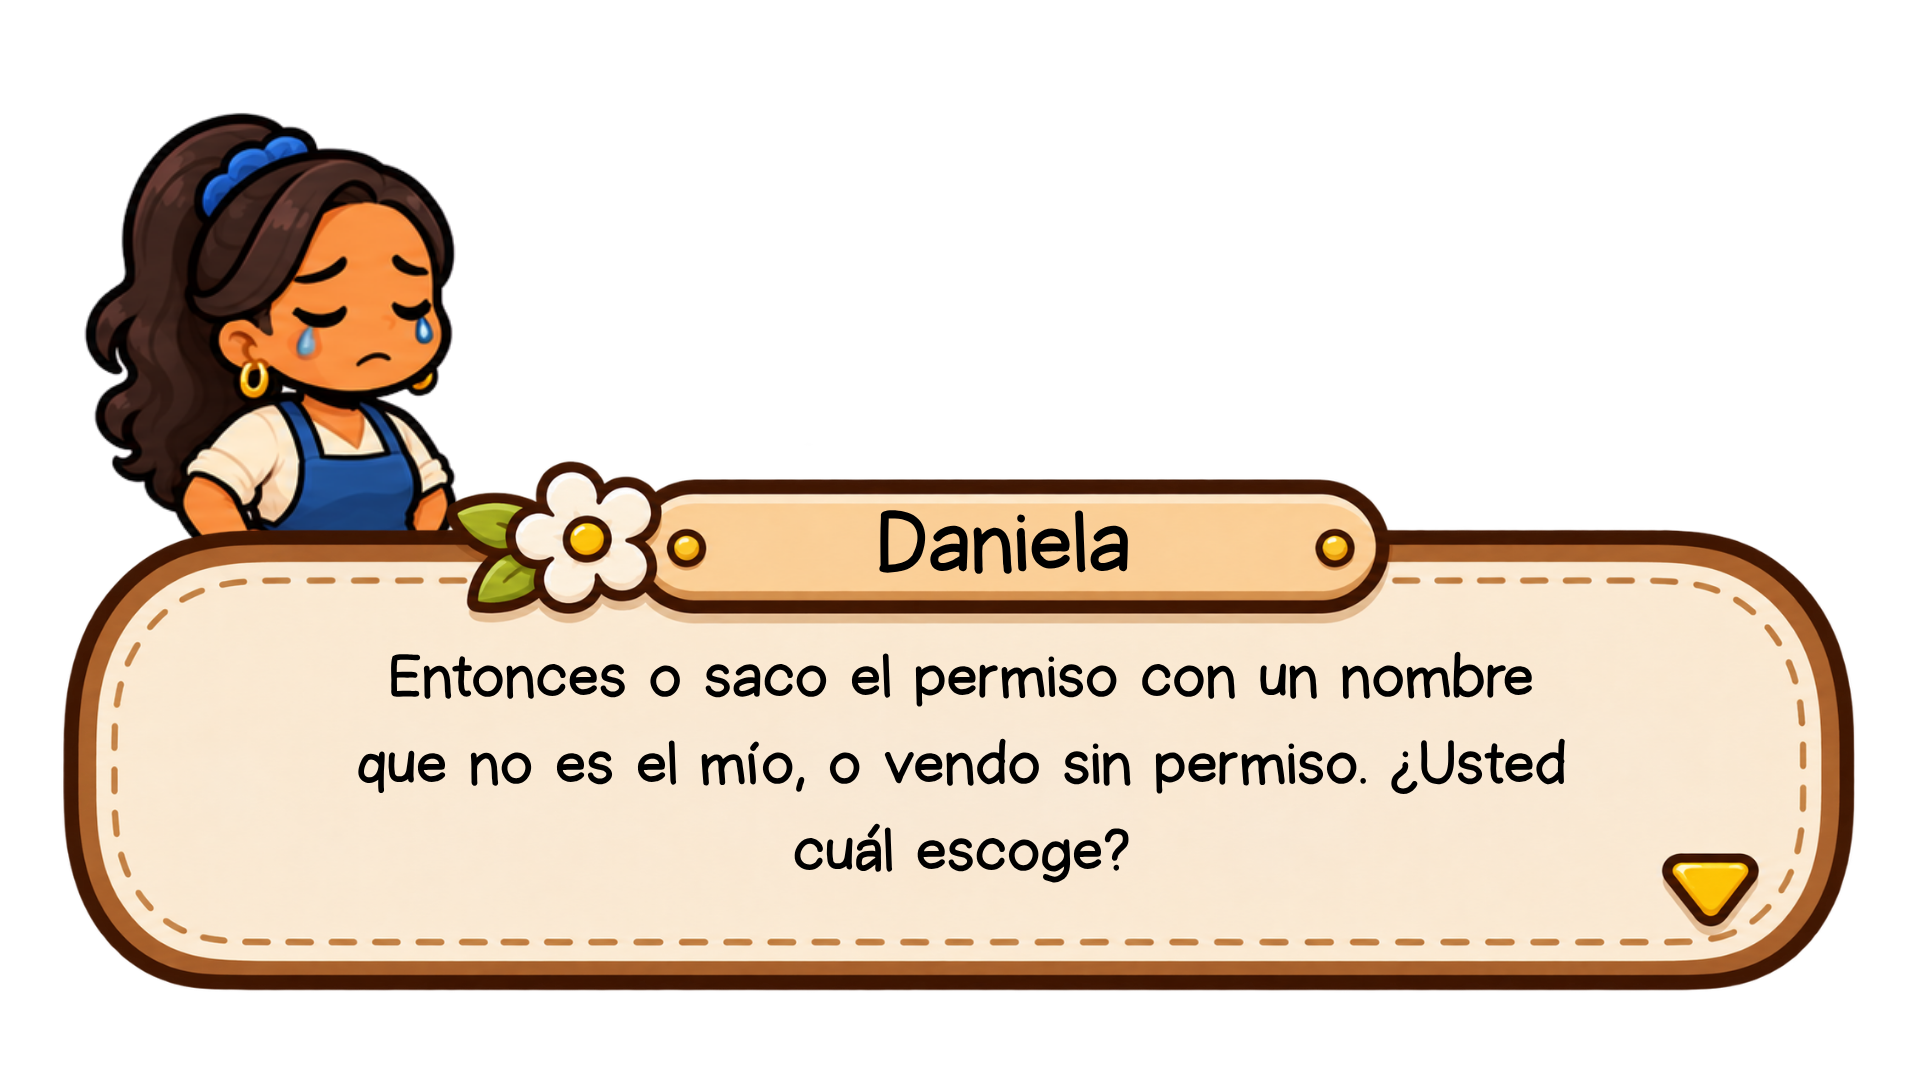 Daniela
Entonces o saco el permiso con un nombre
que no es el mío, o vendo sin permiso. ¿Usted
cuál escoge?